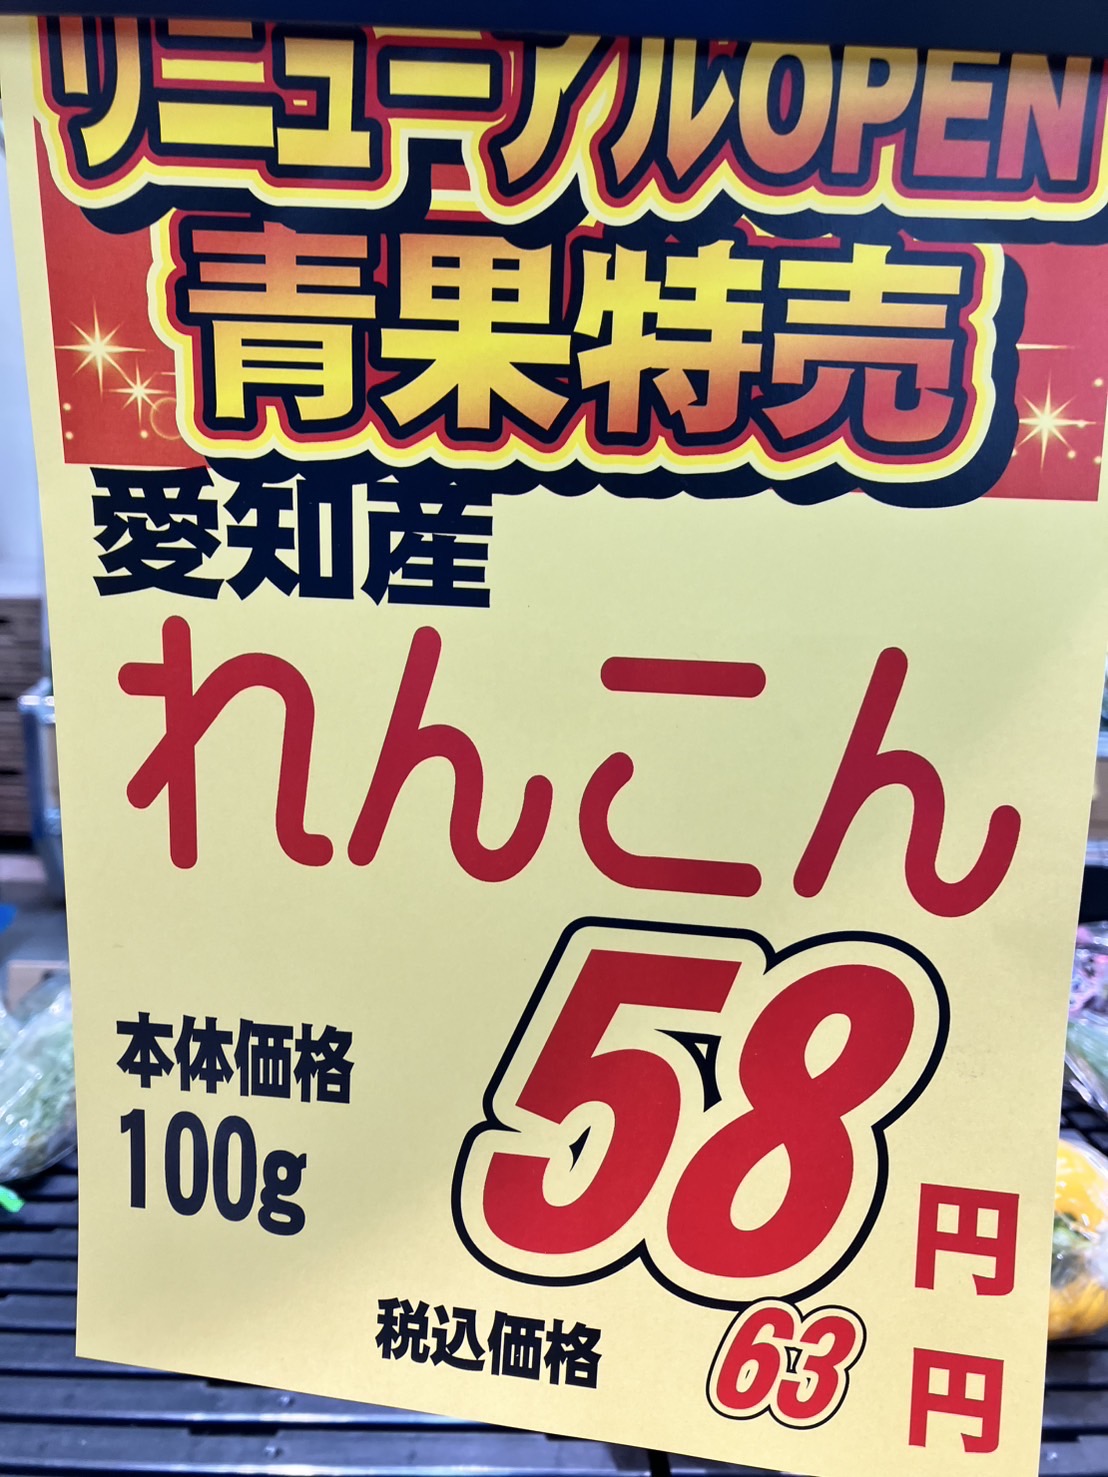 リニューアルOPEN
青果特売
愛知産
れんこん
本体価格
100g
58円
税込価格 63円